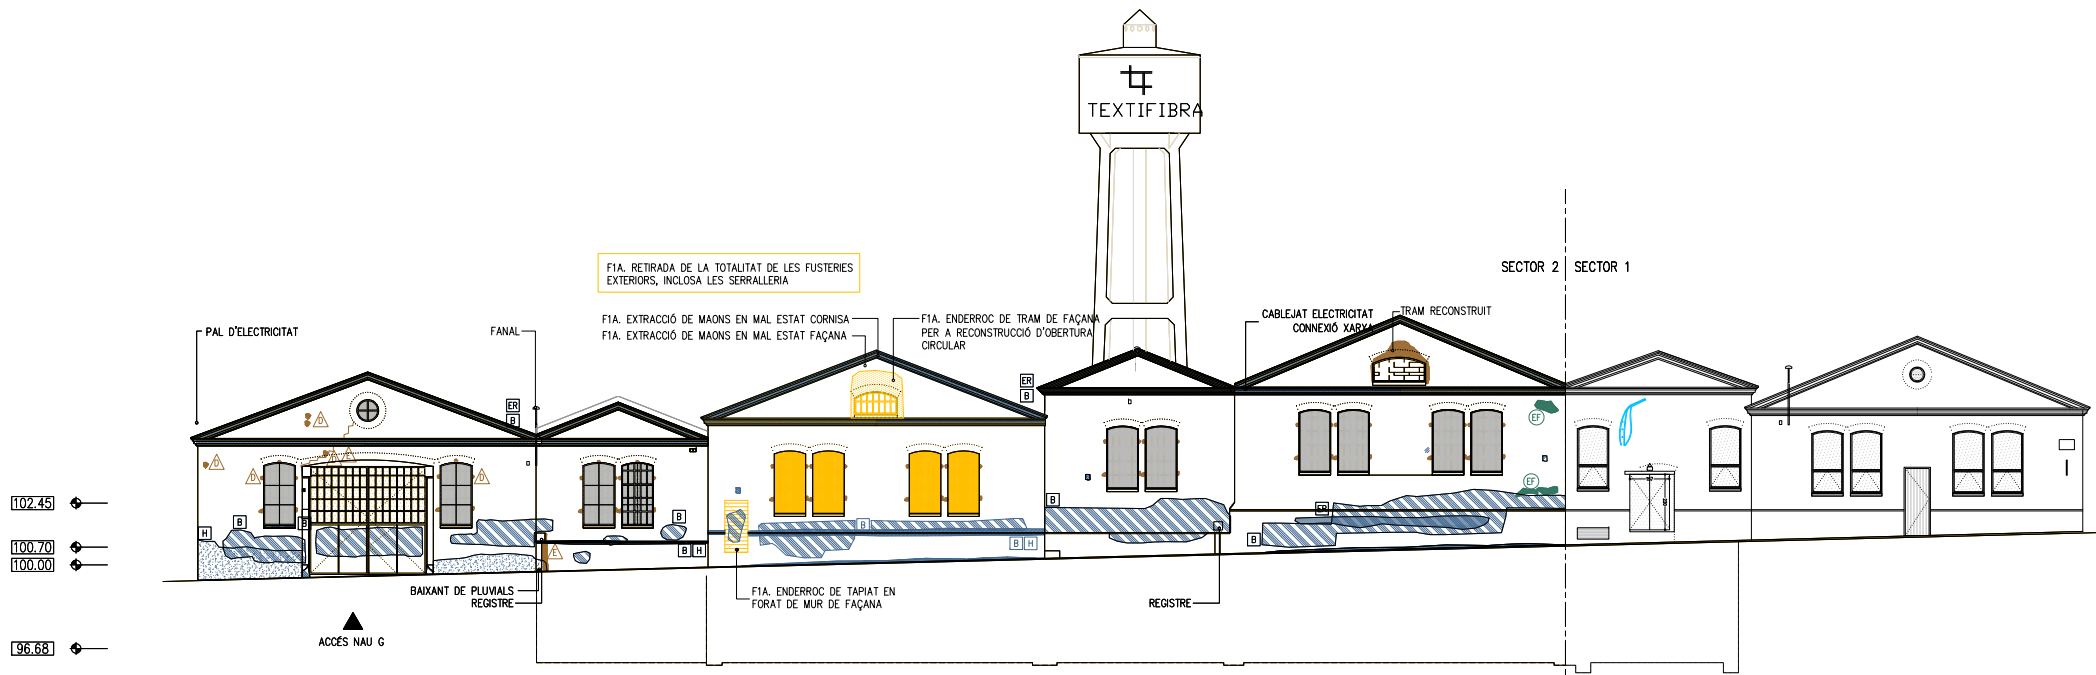 TEXTIFIBRA
F1A. RETIRADA DE LA TOTALITAT DE LES FUSTERIES
EXTERIORS, INCLOSA LES SERRALLERIA
SECTOR 2
SECTOR 1
PAL D'ELECTRICITAT
FANAL
F1A. EXTRACCIÓ DE MAONS EN MAL ESTAT CORNISA
F1A. EXTRACCIÓ DE MAONS EN MAL ESTAT FAÇANA
F1A. ENDERROC DE TRAM DE FAÇANA
PER A RECONSTRUCCIÓ D'OBERTURA
CIRCULAR
CABLEJAT ELECTRICITAT
CONNEXIÓ XARXA
TRAM RECONSTRUIT
ER
B
ER
B
D
D
D
E
D
EF
EF
102.45
100.70
100.00
96.68
H
B
B
E
B
B H
B
B H
B
B
ER
BAIXANT DE PLUVIALS
REGISTRE
F1A. ENDERROC DE TAPIAT EN
FORAT DE MUR DE FAÇANA
REGISTRE
ACCÉS NAU G